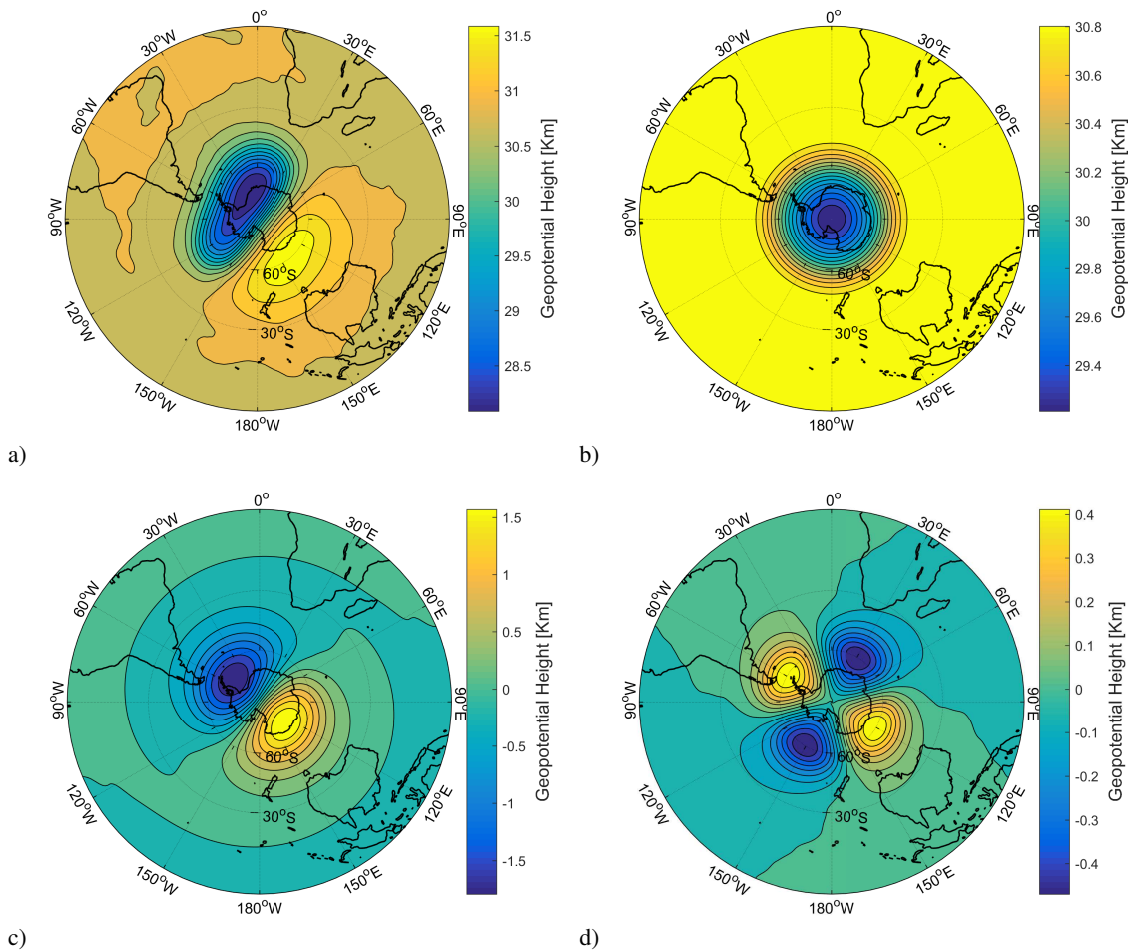 0°
30°W
30°E
60°W
60°E
90°W
90°E
120°W
120°E
150°W
150°E
180°W
60°S
30°S
31.5
31
30.5
30
29.5
29
28.5
Geopotential Height [Km]
a)
0°
30°W
30°E
60°W
60°E
90°W
90°E
120°W
120°E
150°W
150°E
180°W
60°S
30°S
30.8
30.6
30.4
30.2
30
29.8
29.6
29.4
Geopotential Height [Km]
b)
0°
30°W
30°E
60°W
60°E
90°W
90°E
120°W
120°E
150°W
150°E
180°W
60°S
30°S
1.5
1
0.5
0
-0.5
-1
-1.5
Geopotential Height [Km]
c)
0°
30°W
30°E
60°W
60°E
90°W
90°E
120°W
120°E
150°W
150°E
180°W
60°S
30°S
0.4
0.3
0.2
0.1
0
-0.1
-0.2
-0.3
-0.4
Geopotential Height [Km]
d)